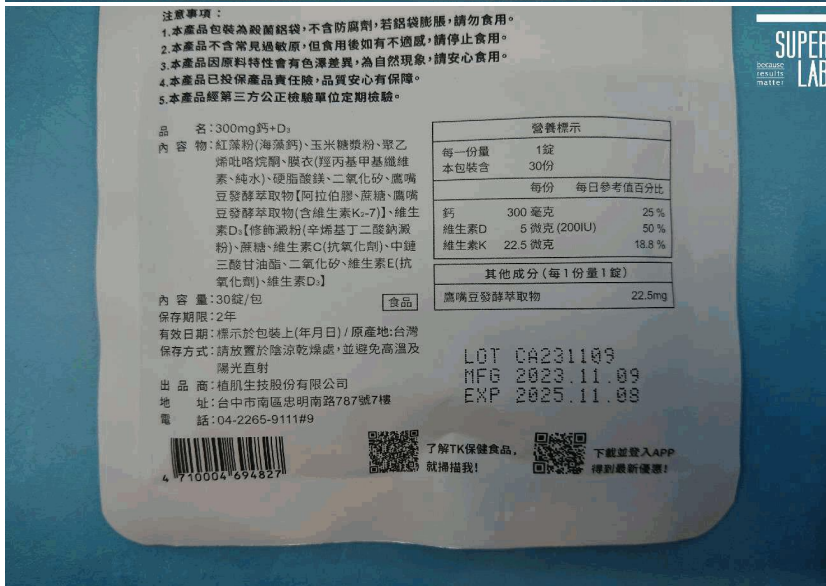 注意事項：
1.本產品包裝為殺菌鋁袋，不含防腐劑，若鋁袋膨脹，請勿食用。
2.本產品不含常見過敏原，但食用後如有不適感，請停止食用。
3.本產品因原料特性會有色澤差異，為自然現象，請安心食用。
4.本產品已投保產品責任險，品質安心有保障。
5.本產品經第三方公正檢驗單位定期檢驗。
品名：300mg鈣+D₃
內容物：紅藻粉(海藻鈣)、玉米糖漿粉、聚乙
烯吡咯烷酮、膜衣(羥丙基甲基纖維
素、純水)、硬脂酸鎂、二氧化矽、鷹嘴
豆發酵萃取物【阿拉伯膠、蔗糖、鷹嘴
豆發酵萃取物(含維生素K₂-7)】、維生
素D₃【修飾澱粉(辛烯基丁二酸鈉澱
粉)、蔗糖、維生素C(抗氧化劑)、中鏈
三酸甘油酯、二氧化矽、維生素E(抗
氧化劑)、維生素D₃】
內容量：30錠/包
食品
保存期限：2年
有效日期：標示於包裝上(年月日) / 原產地:台灣
保存方式：請放置於陰涼乾燥處，並避免高溫及
陽光直射
出品商：植肌生技股份有限公司
地址：台中市南區忠明南路787號7樓
電話：04-2265-9111#9
營養標示
每一份量 1錠
本包裝含 30份
每份 每日參考值百分比
鈣 300 毫克 25 %
維生素D 5 微克 (200IU) 50 %
維生素K 22.5 微克 18.8 %
其他成分 (每1份量1錠)
鷹嘴豆發酵萃取物 22.5mg
LOT CA231109
MFG 2023.11.09
EXP 2025.11.08
4 710004 694827
了解TK保健食品，
就掃描我！
下載並登入APP
得到最新優惠！
SUPER
LAB
because
results
matter